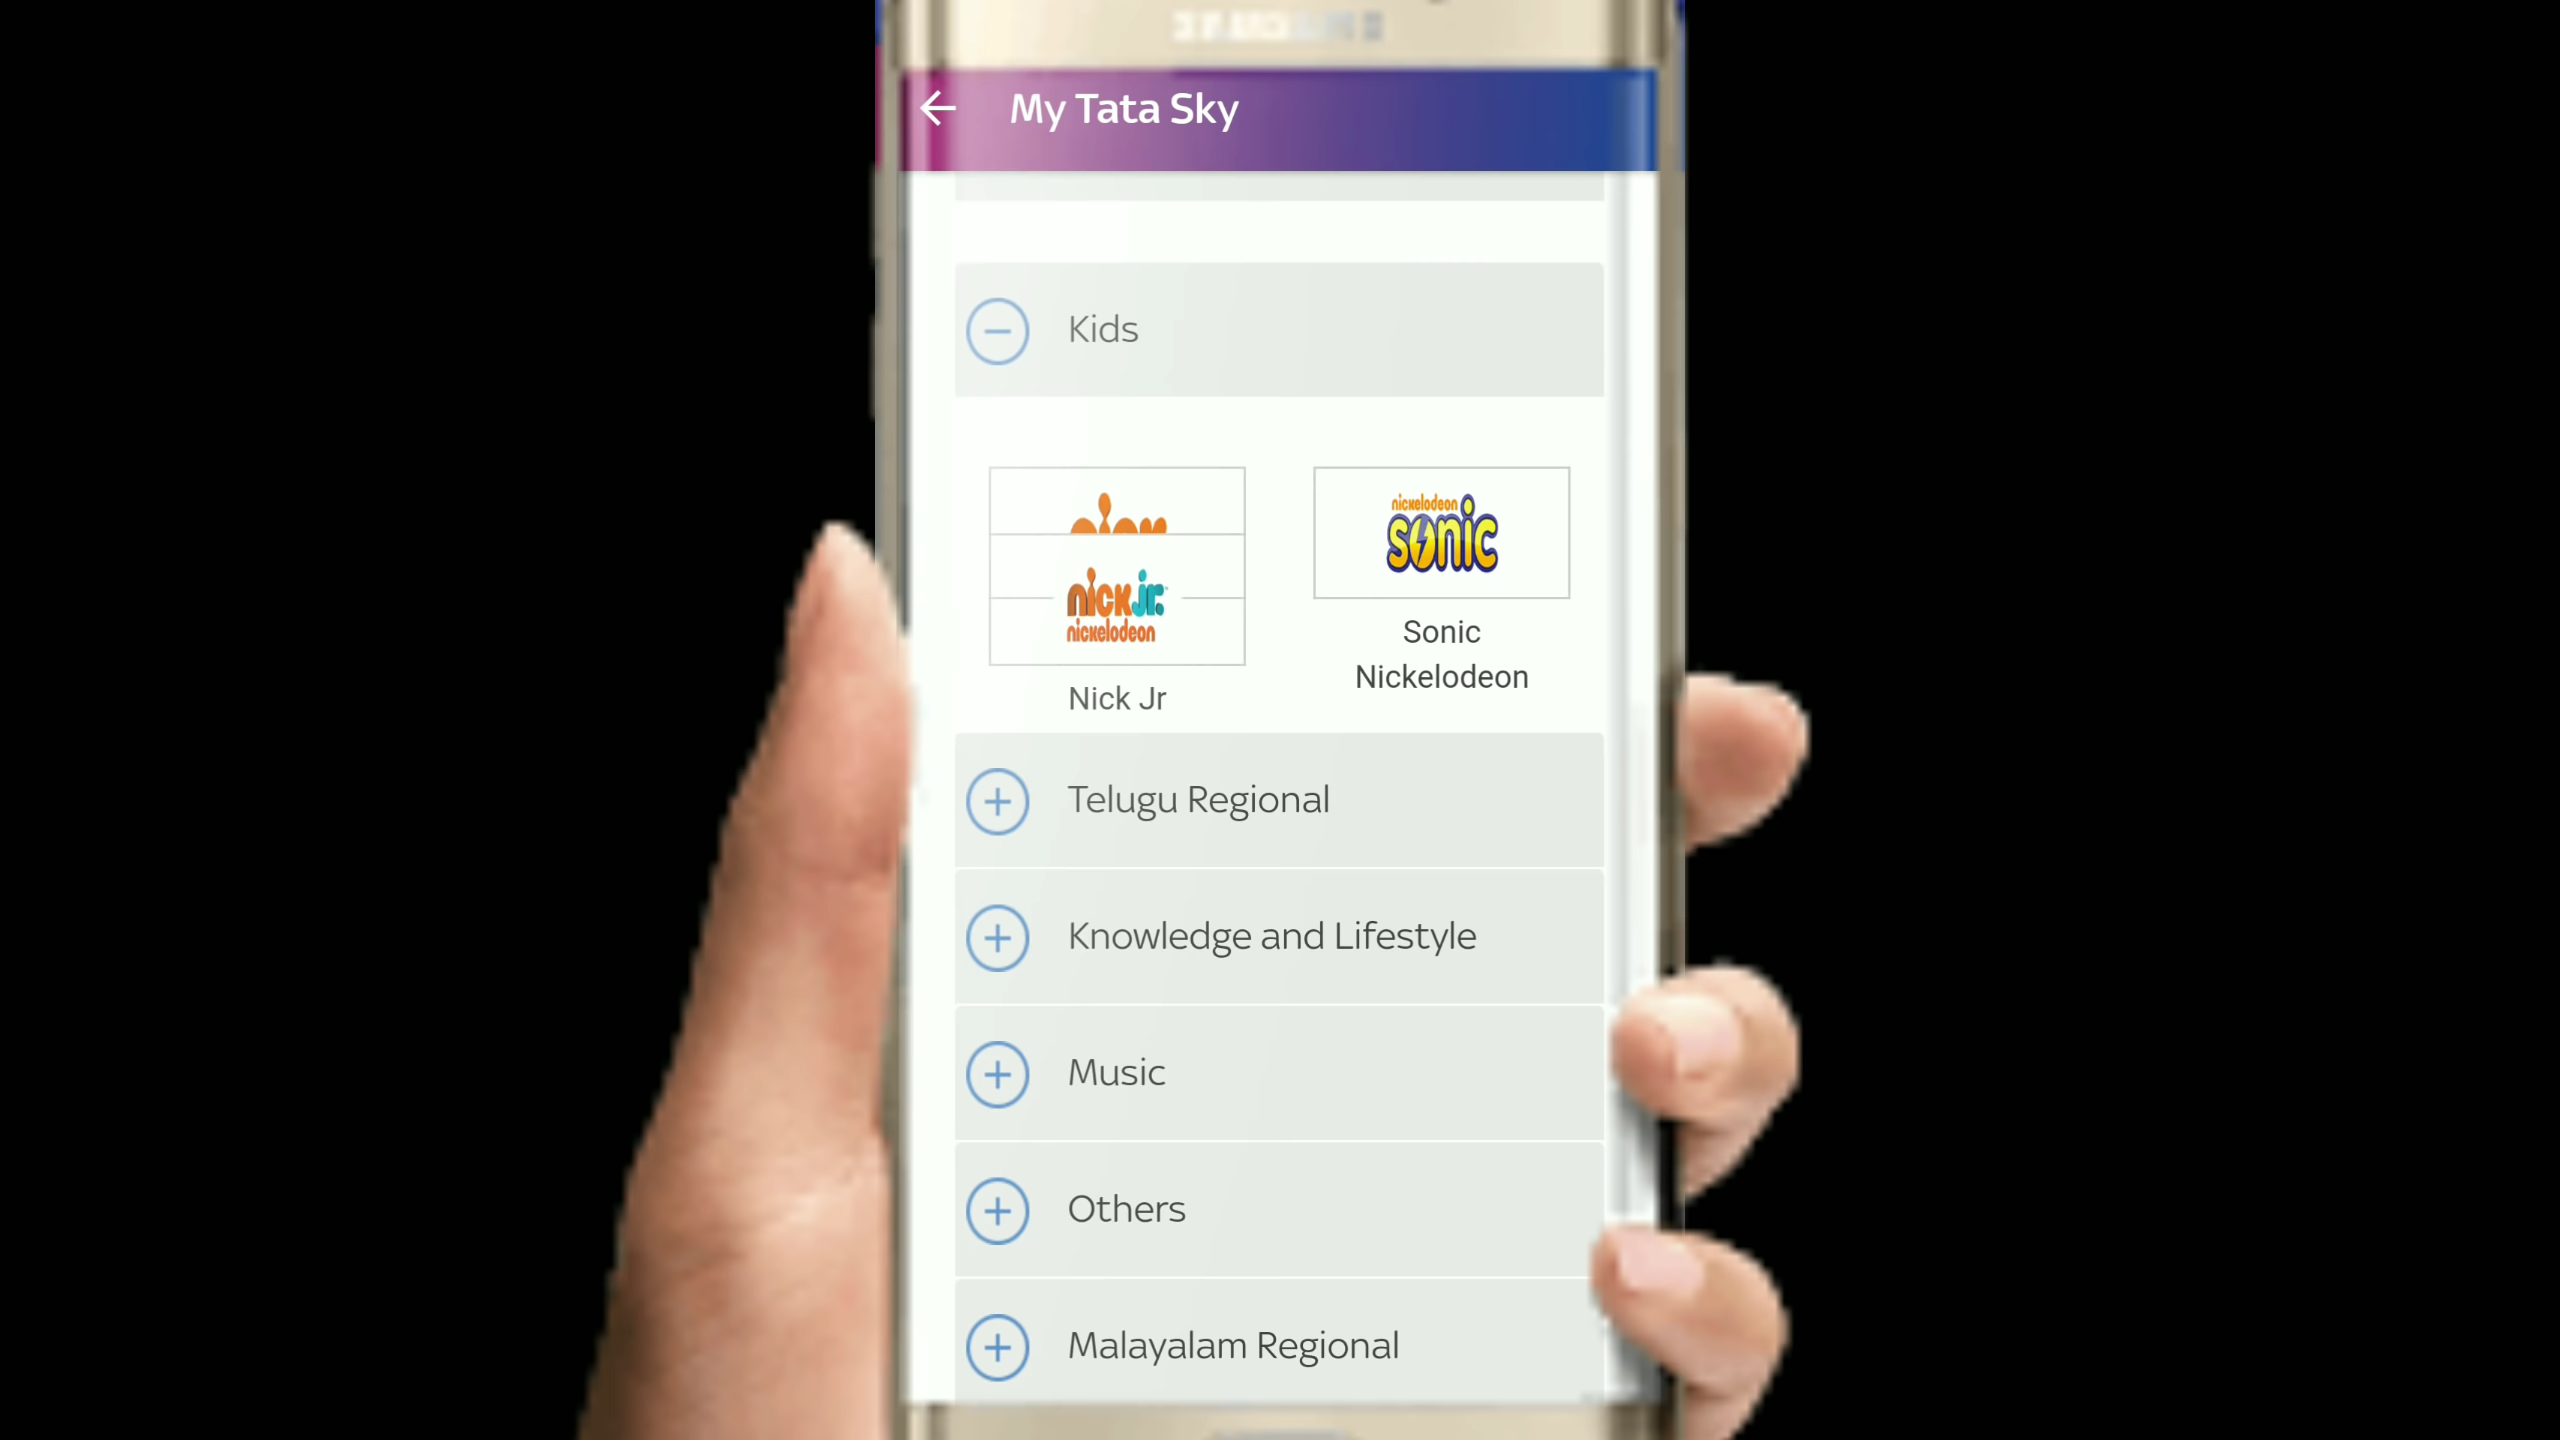 My Tata Sky
Kids
nick jr.
nickelodeon
Nick Jr
nickelodeon
sonic
Sonic
Nickelodeon
Telugu Regional
Knowledge and Lifestyle
Music
Others
Malayalam Regional